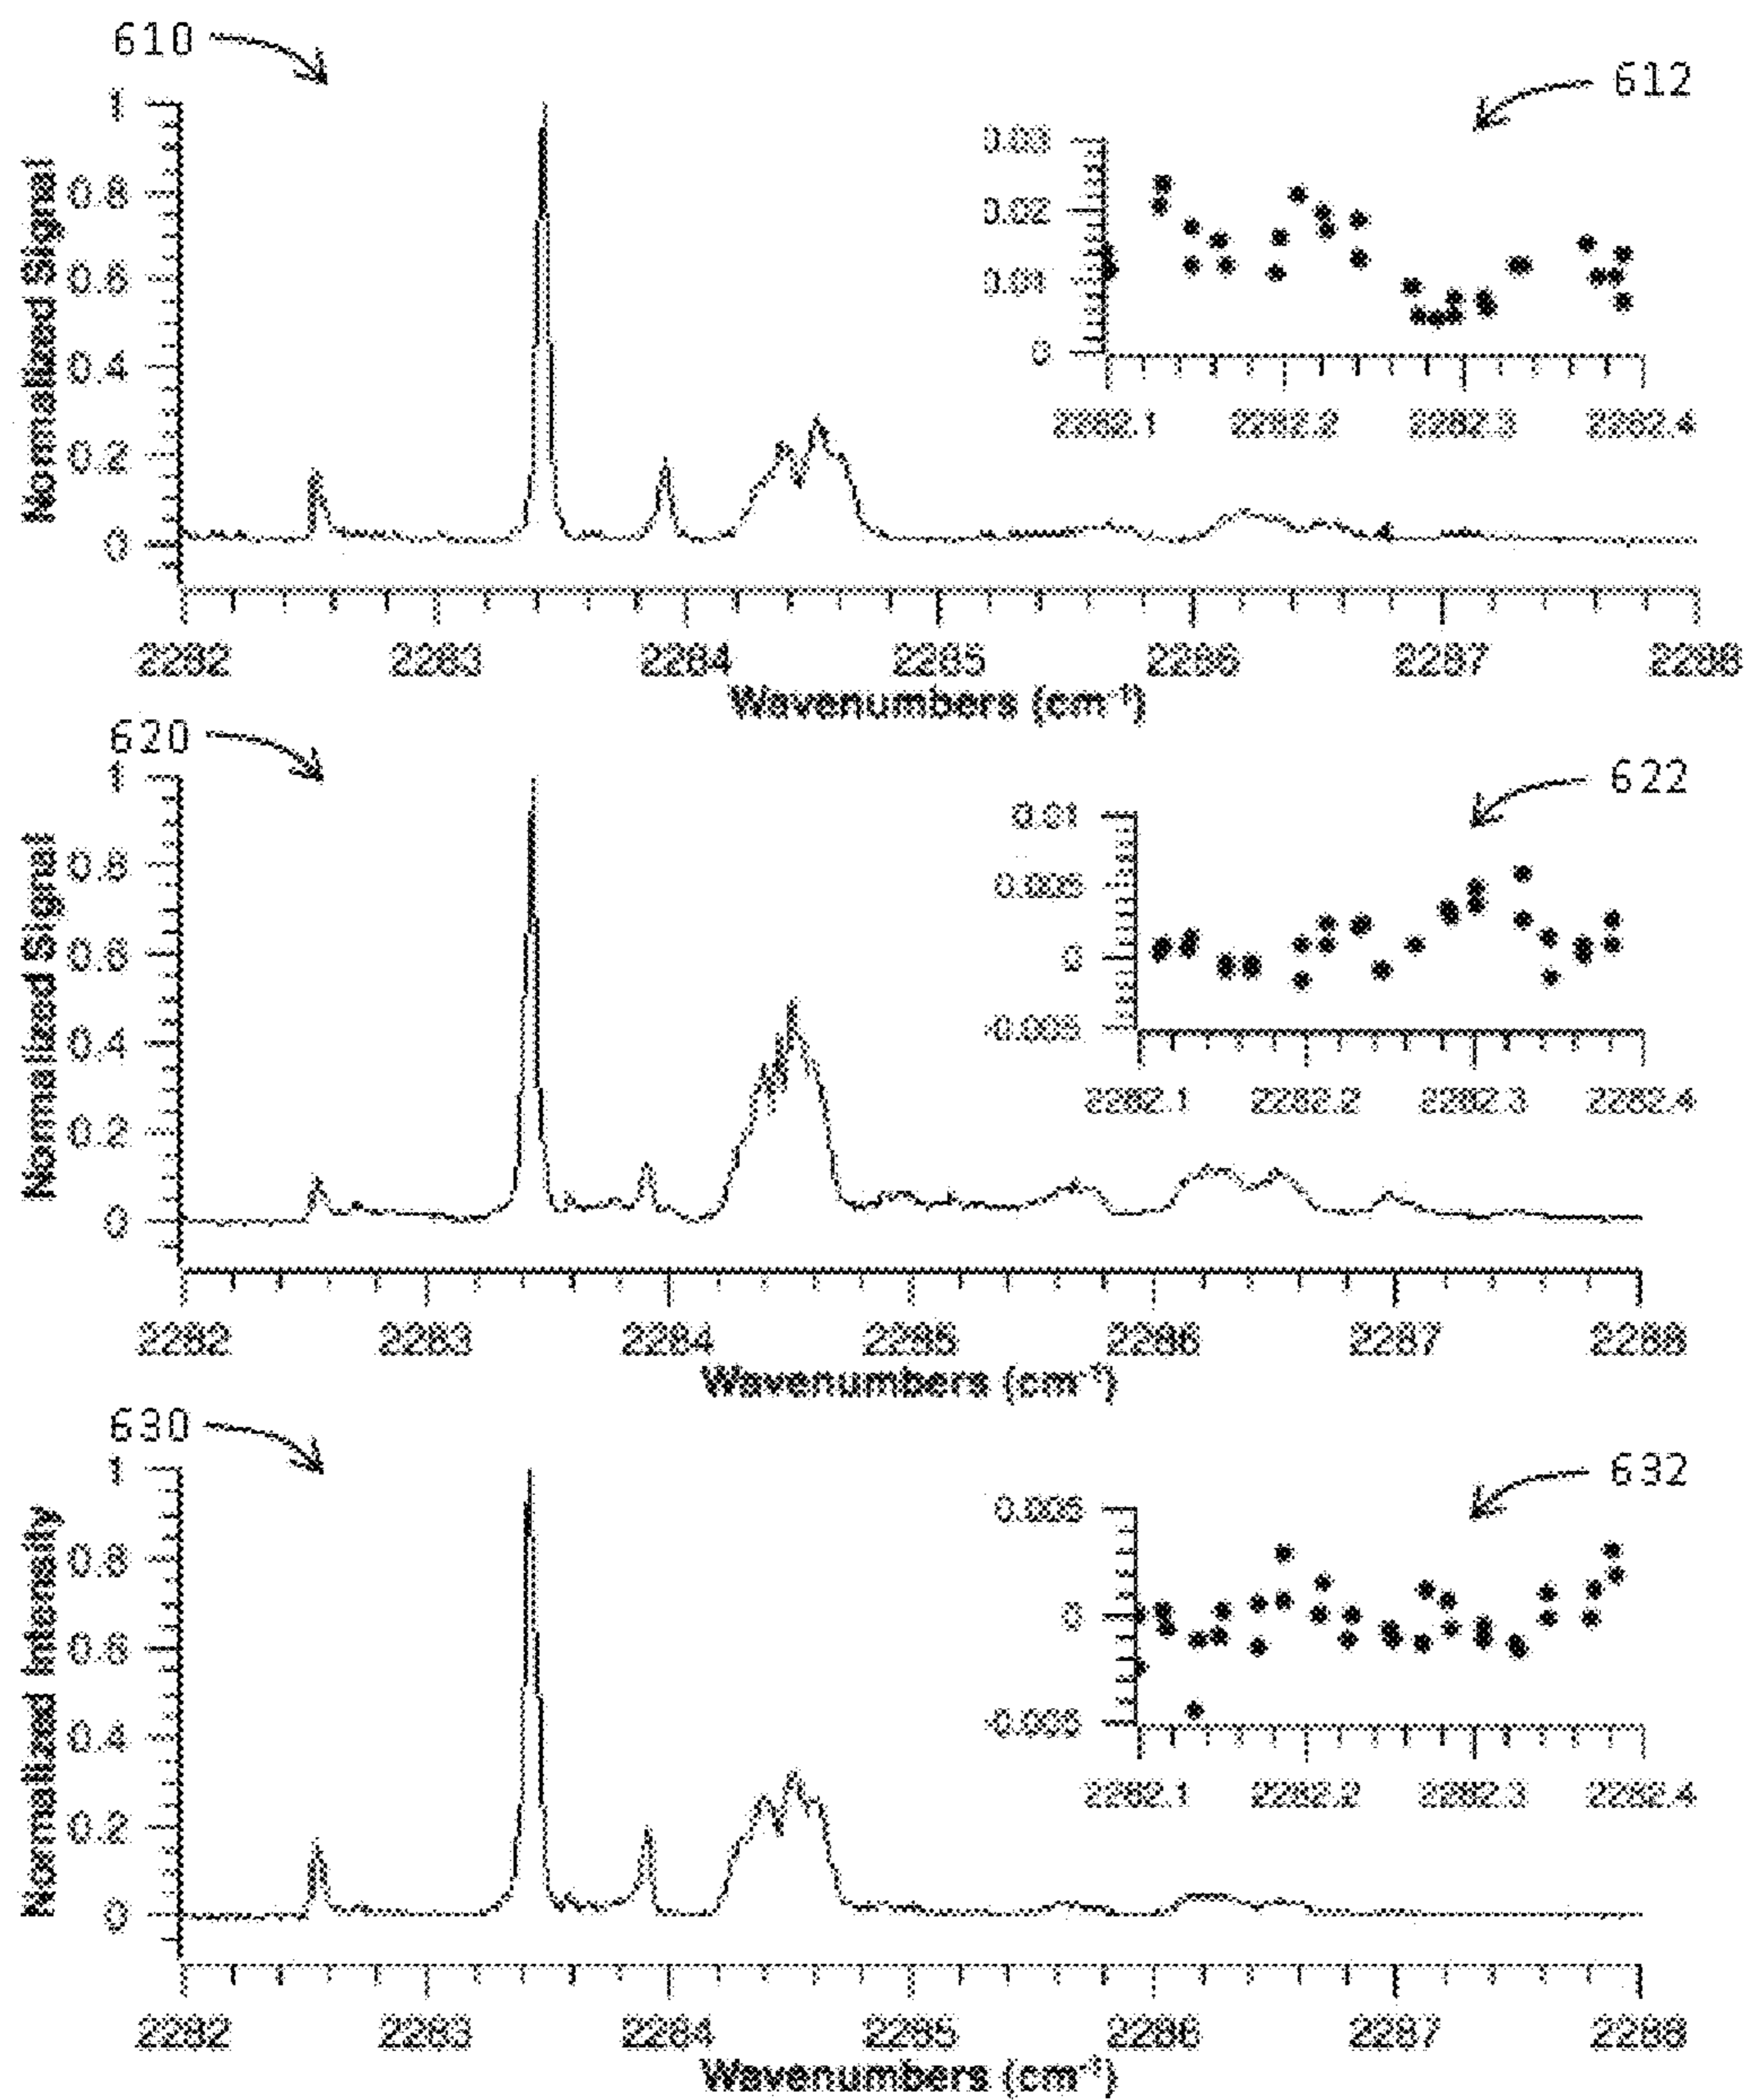 610
612
Normalized Signal
1
0.8
0.6
0.4
0.2
0
0.03
0.02
0.01
0
2282.1 2282.2 2282.3 2282.4
2282 2283 2284 2285 2286 2287 2288
Wavenumbers (cm⁻¹)
620
622
Normalized Signal
1
0.8
0.6
0.4
0.2
0
0.01
0.005
0
-0.005
2282.1 2282.2 2282.3 2282.4
2282 2283 2284 2285 2286 2287 2288
Wavenumbers (cm⁻¹)
630
632
Normalized Intensity
1
0.8
0.6
0.4
0.2
0
0.005
0
-0.005
2282.1 2282.2 2282.3 2282.4
2282 2283 2284 2285 2286 2287 2288
Wavenumbers (cm⁻¹)